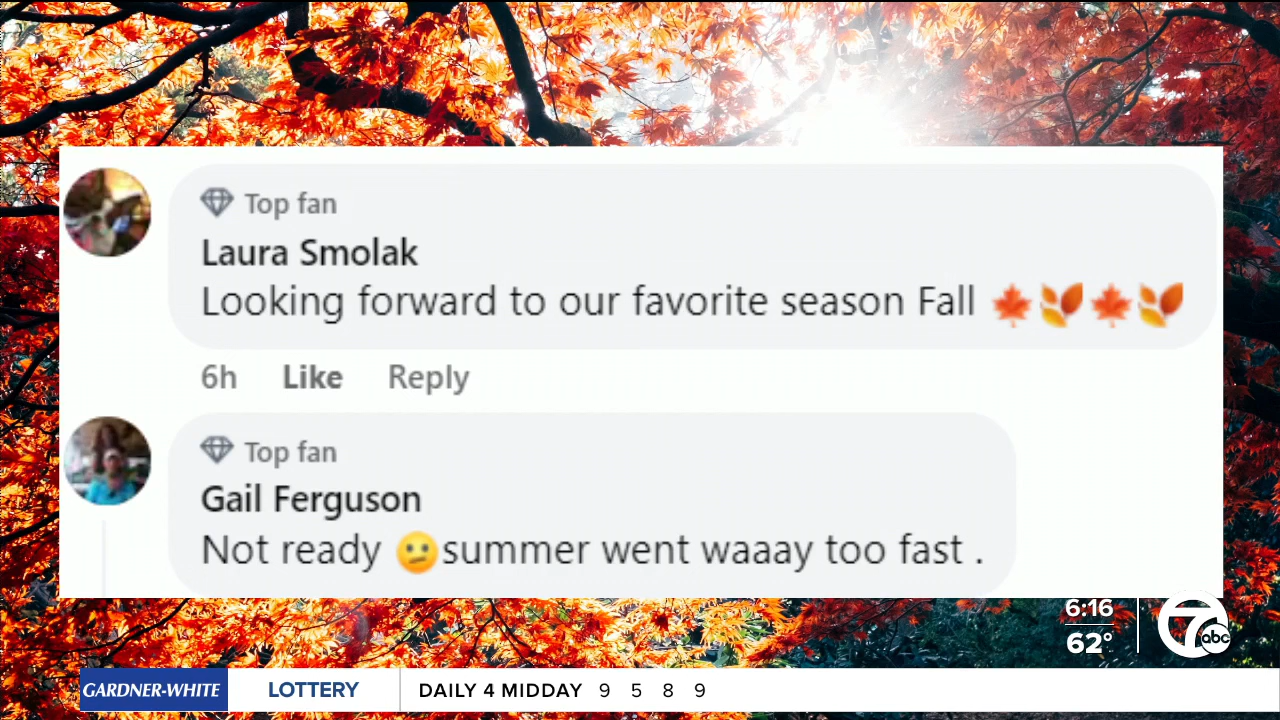 Top fan
Laura Smolak
Looking forward to our favorite season Fall 🍁🍂🍁🍂
6h Like Reply
Top fan
Gail Ferguson
Not ready 🫤summer went waaay too fast .
6:16
62°
7 abc
GARDNER-WHITE LOTTERY DAILY 4 MIDDAY 9 5 8 9